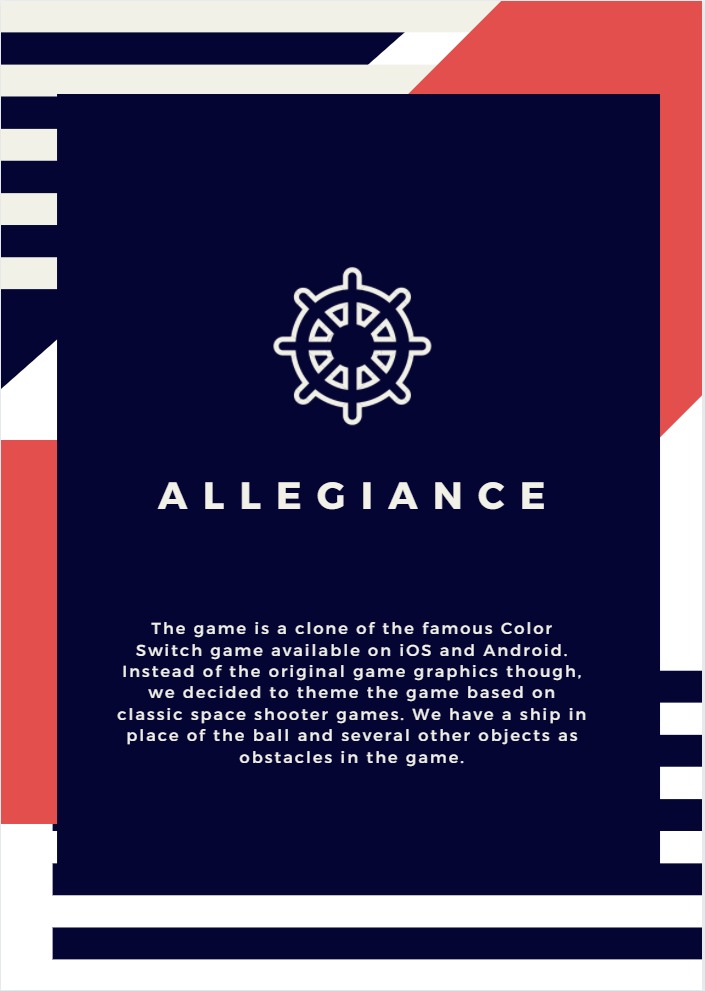 ALLEGIANCE
The game is a clone of the famous Color
Switch game available on iOS and Android.
Instead of the original game graphics though,
we decided to theme the game based on
classic space shooter games. We have a ship in
place of the ball and several other objects as
obstacles in the game.